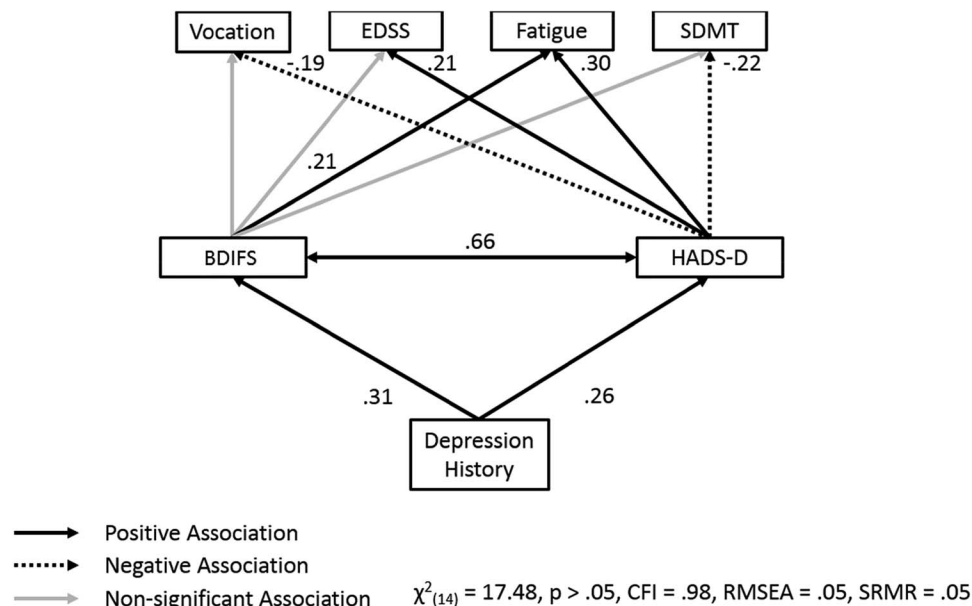 Vocation
EDSS
Fatigue
SDMT
-.19
.21
.30
-.22
.21
BDIFS
.66
HADS-D
.31
.26
Depression
History
Positive Association
Negative Association
Non-significant Association
χ²₍₁₄₎ = 17.48, p > .05, CFI = .98, RMSEA = .05, SRMR = .05